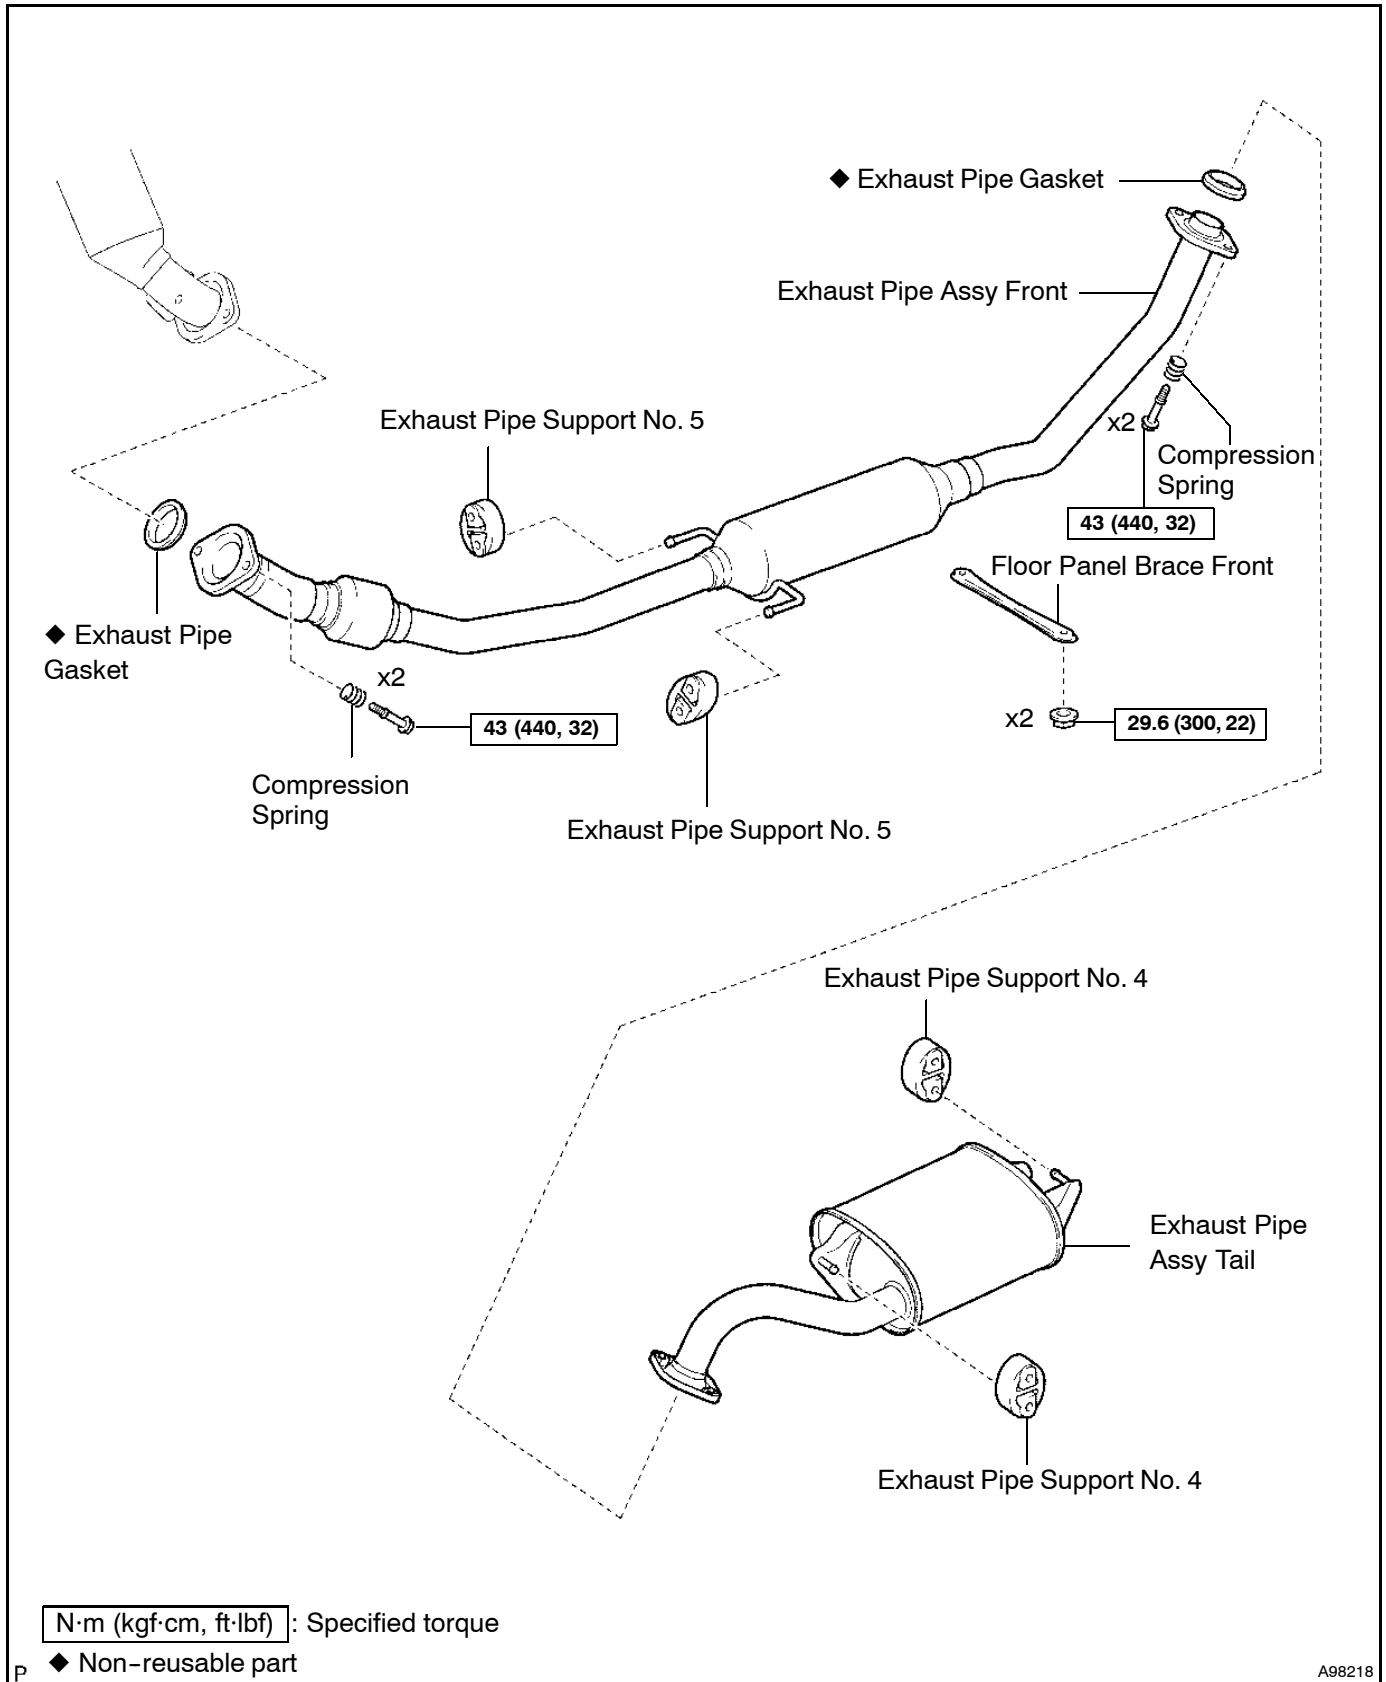 ◆ Exhaust Pipe Gasket
Exhaust Pipe Assy Front
Exhaust Pipe Support No. 5
x2
Compression
Spring
43 (440, 32)
Floor Panel Brace Front
◆ Exhaust Pipe
Gasket
x2
43 (440, 32)
x2
29.6 (300, 22)
Compression
Spring
Exhaust Pipe Support No. 5
Exhaust Pipe Support No. 4
Exhaust Pipe
Assy Tail
Exhaust Pipe Support No. 4
N·m (kgf·cm, ft·lbf) : Specified torque
◆ Non-reusable part
P
A98218